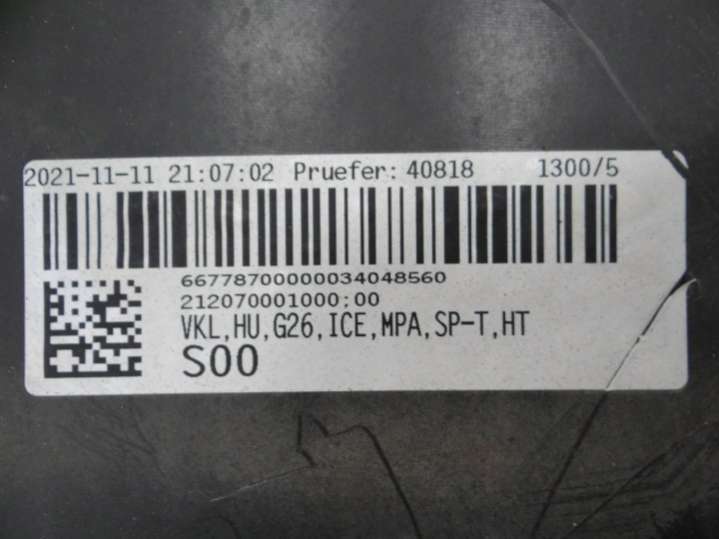 2021-11-11 21:07:02 Pruefer: 40818 1300/5
66778700000034048560
212070001000;00
VKL,HU,G26,ICE,MPA,SP-T,HT
S00